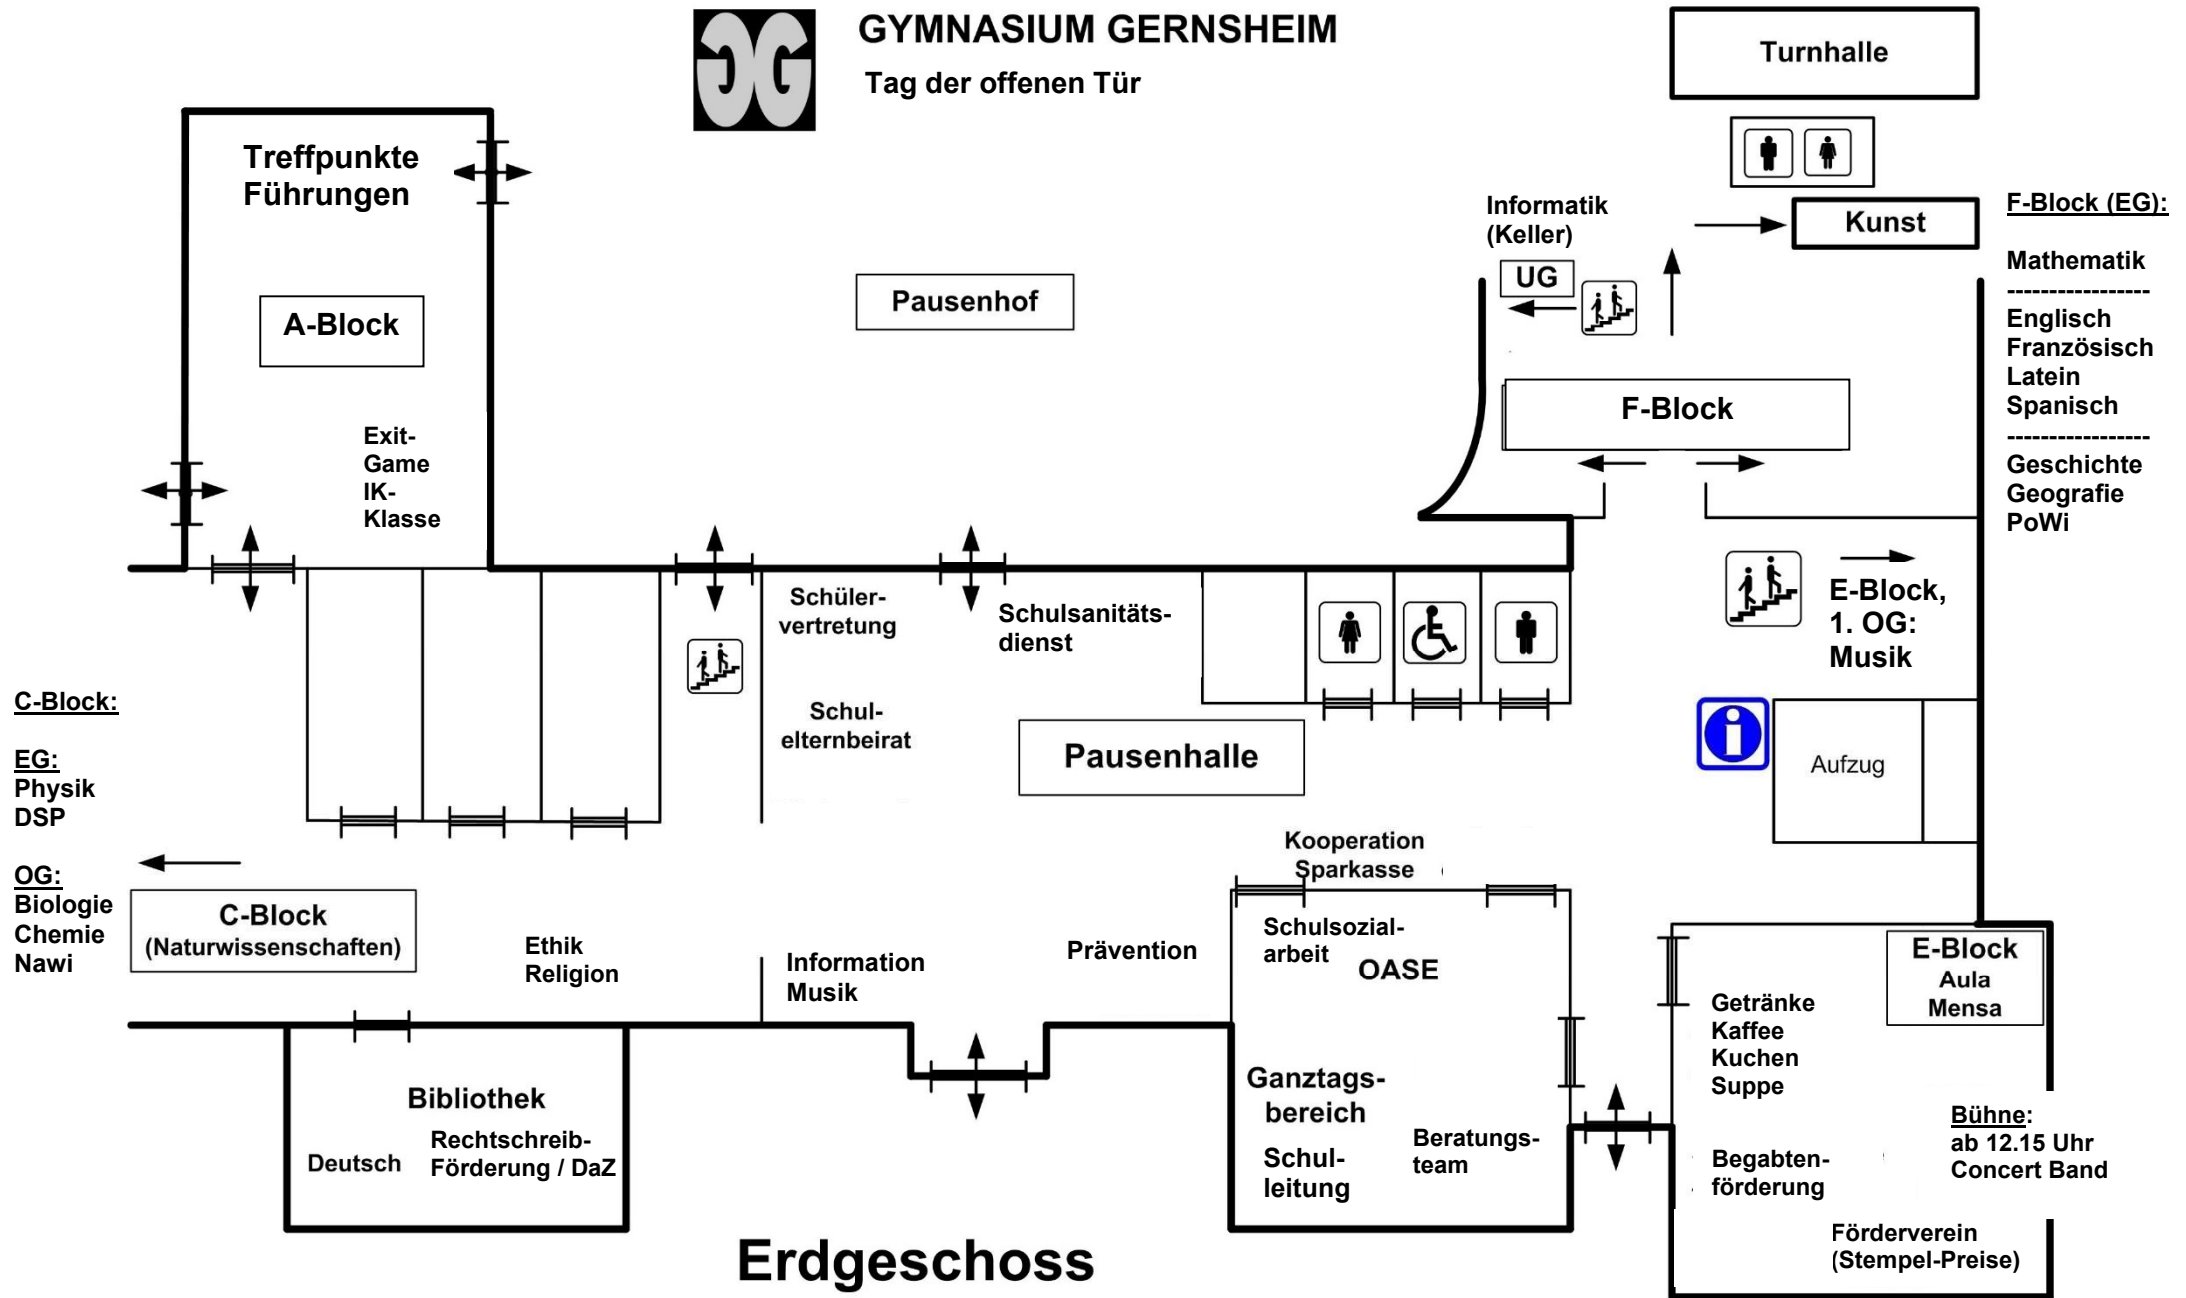 GYMNASIUM GERNSHEIM
Tag der offenen Tür
Turnhalle
Treffpunkte
Führungen
A-Block
Exit-
Game
IK-
Klasse
Pausenhof
Informatik
(Keller)
UG
Kunst
F-Block
F-Block (EG):
Mathematik
-----------------
Englisch
Französisch
Latein
Spanisch
-----------------
Geschichte
Geografie
PoWi
Schüler-
vertretung
Schulsanitäts-
dienst
E-Block,
1. OG:
Musik
Schul-
elternbeirat
Pausenhalle
Aufzug
C-Block:
EG:
Physik
DSP
OG:
Biologie
Chemie
Nawi
C-Block
(Naturwissenschaften)
Ethik
Religion
Information
Musik
Prävention
Kooperation
Sparkasse
Schulsozial-
arbeit
OASE
Ganztags-
bereich
Schul-
leitung
Beratungs-
team
E-Block
Aula
Mensa
Getränke
Kaffee
Kuchen
Suppe
Bühne:
ab 12.15 Uhr
Concert Band
Begabten-
förderung
Förderverein
(Stempel-Preise)
Bibliothek
Deutsch
Rechtschreib-
Förderung / DaZ
Erdgeschoss